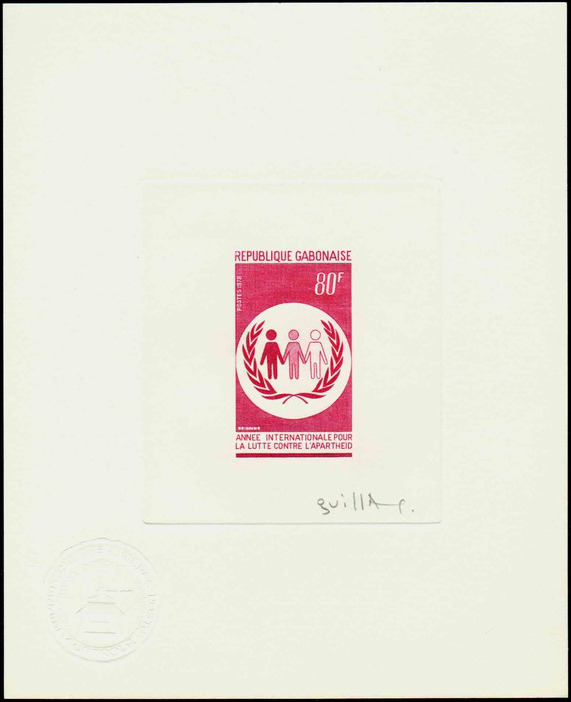 REPUBLIQUE GABONAISE
80F
POSTES 1978
ANNEE INTERNATIONALE POUR
LA LUTTE CONTRE L'APARTHEID